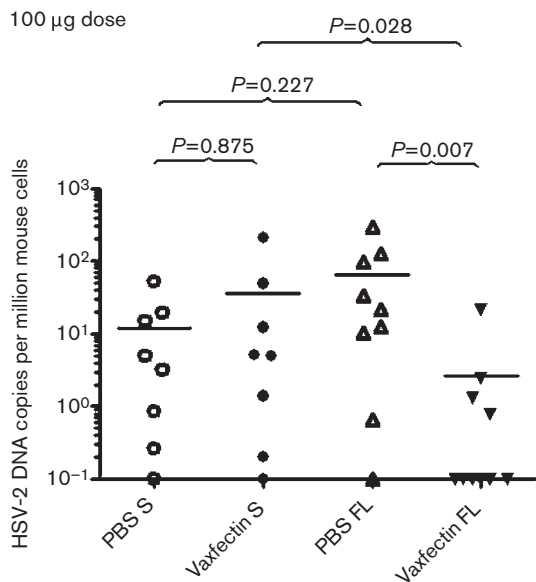 100 µg dose
P=0.028
P=0.227
P=0.875
P=0.007
HSV-2 DNA copies per million mouse cells
10³
10²
10¹
10⁰
10⁻¹
PBS S
Vaxfectin S
PBS FL
Vaxfectin FL